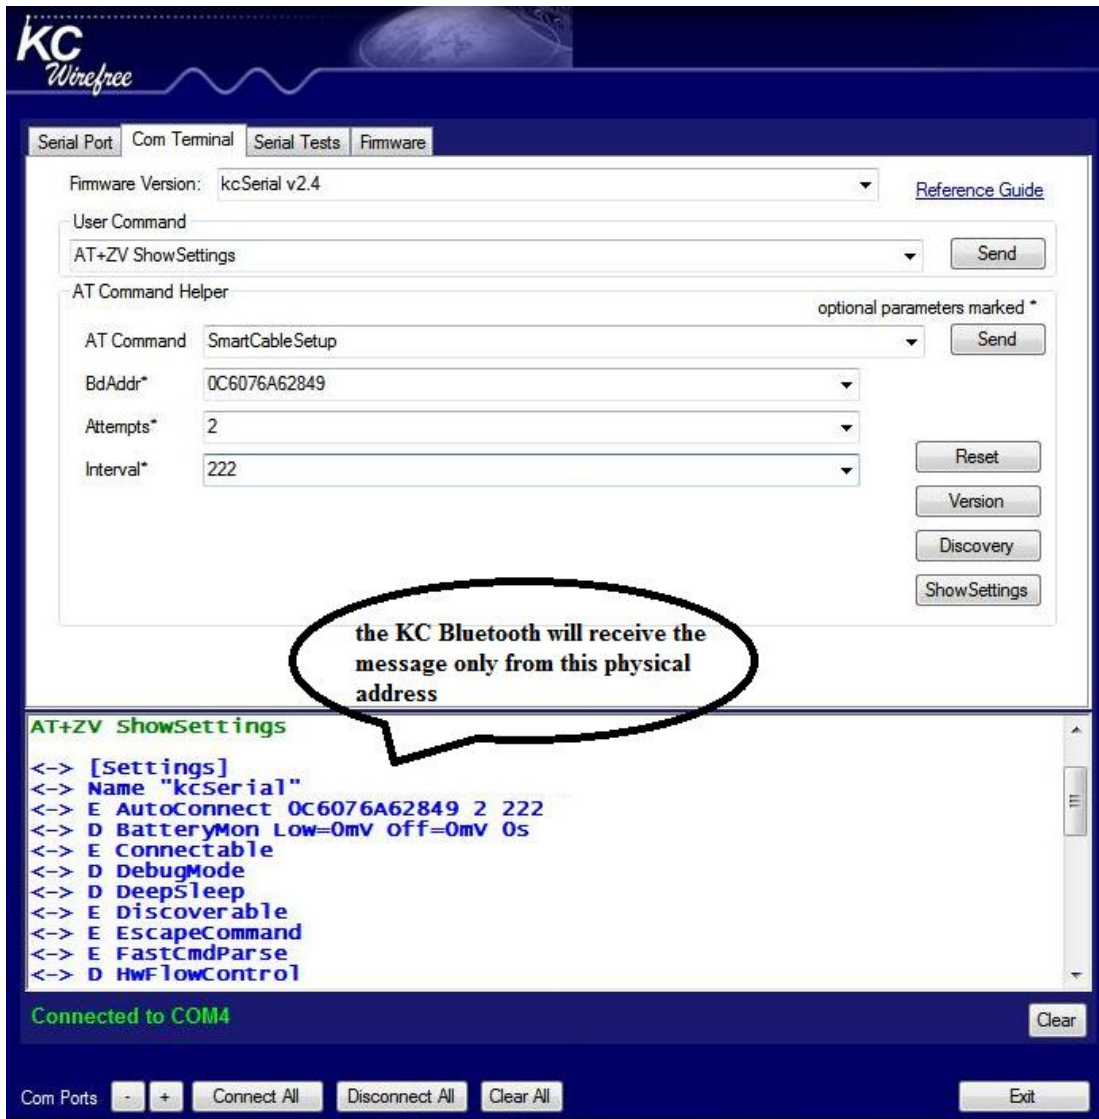 KC
Wirefree
Serial Port Com Terminal Serial Tests Firmware
Firmware Version: kcSerial v2.4 Reference Guide
User Command
AT+ZV ShowSettings Send
AT Command Helper
optional parameters marked *
AT Command SmartCableSetup Send
BdAddr* 0C6076A62849
Attempts* 2
Interval* 222
Reset
Version
Discovery
ShowSettings
the KC Bluetooth will receive the
message only from this physical
address
AT+ZV ShowSettings
<-> [Settings]
<-> Name "kcSerial"
<-> E AutoConnect 0C6076A62849 2 222
<-> D BatteryMon Low=0mV Off=0mV 0s
<-> E Connectable
<-> D DebugMode
<-> D DeepSleep
<-> E Discoverable
<-> E EscapeCommand
<-> E FastCmdParse
<-> D HwFlowControl
Connected to COM4
Clear
Com Ports - + Connect All Disconnect All Clear All Exit